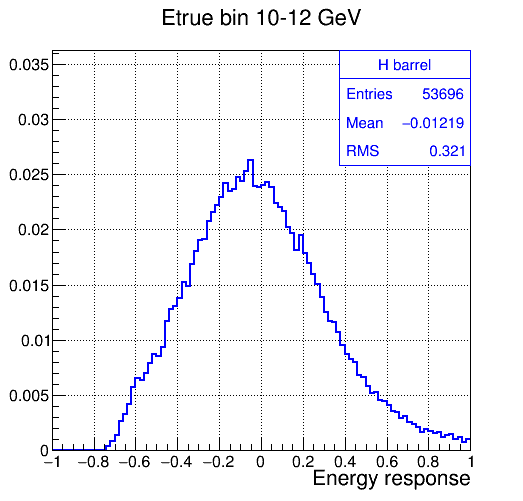 Etrue bin 10-12 GeV
H barrel
Entries 53696
Mean −0.01219
RMS 0.321
0.035
0.03
0.025
0.02
0.015
0.01
0.005
0
−1 −0.8 −0.6 −0.4 −0.2 0 0.2 0.4 0.6 0.8 1
Energy response